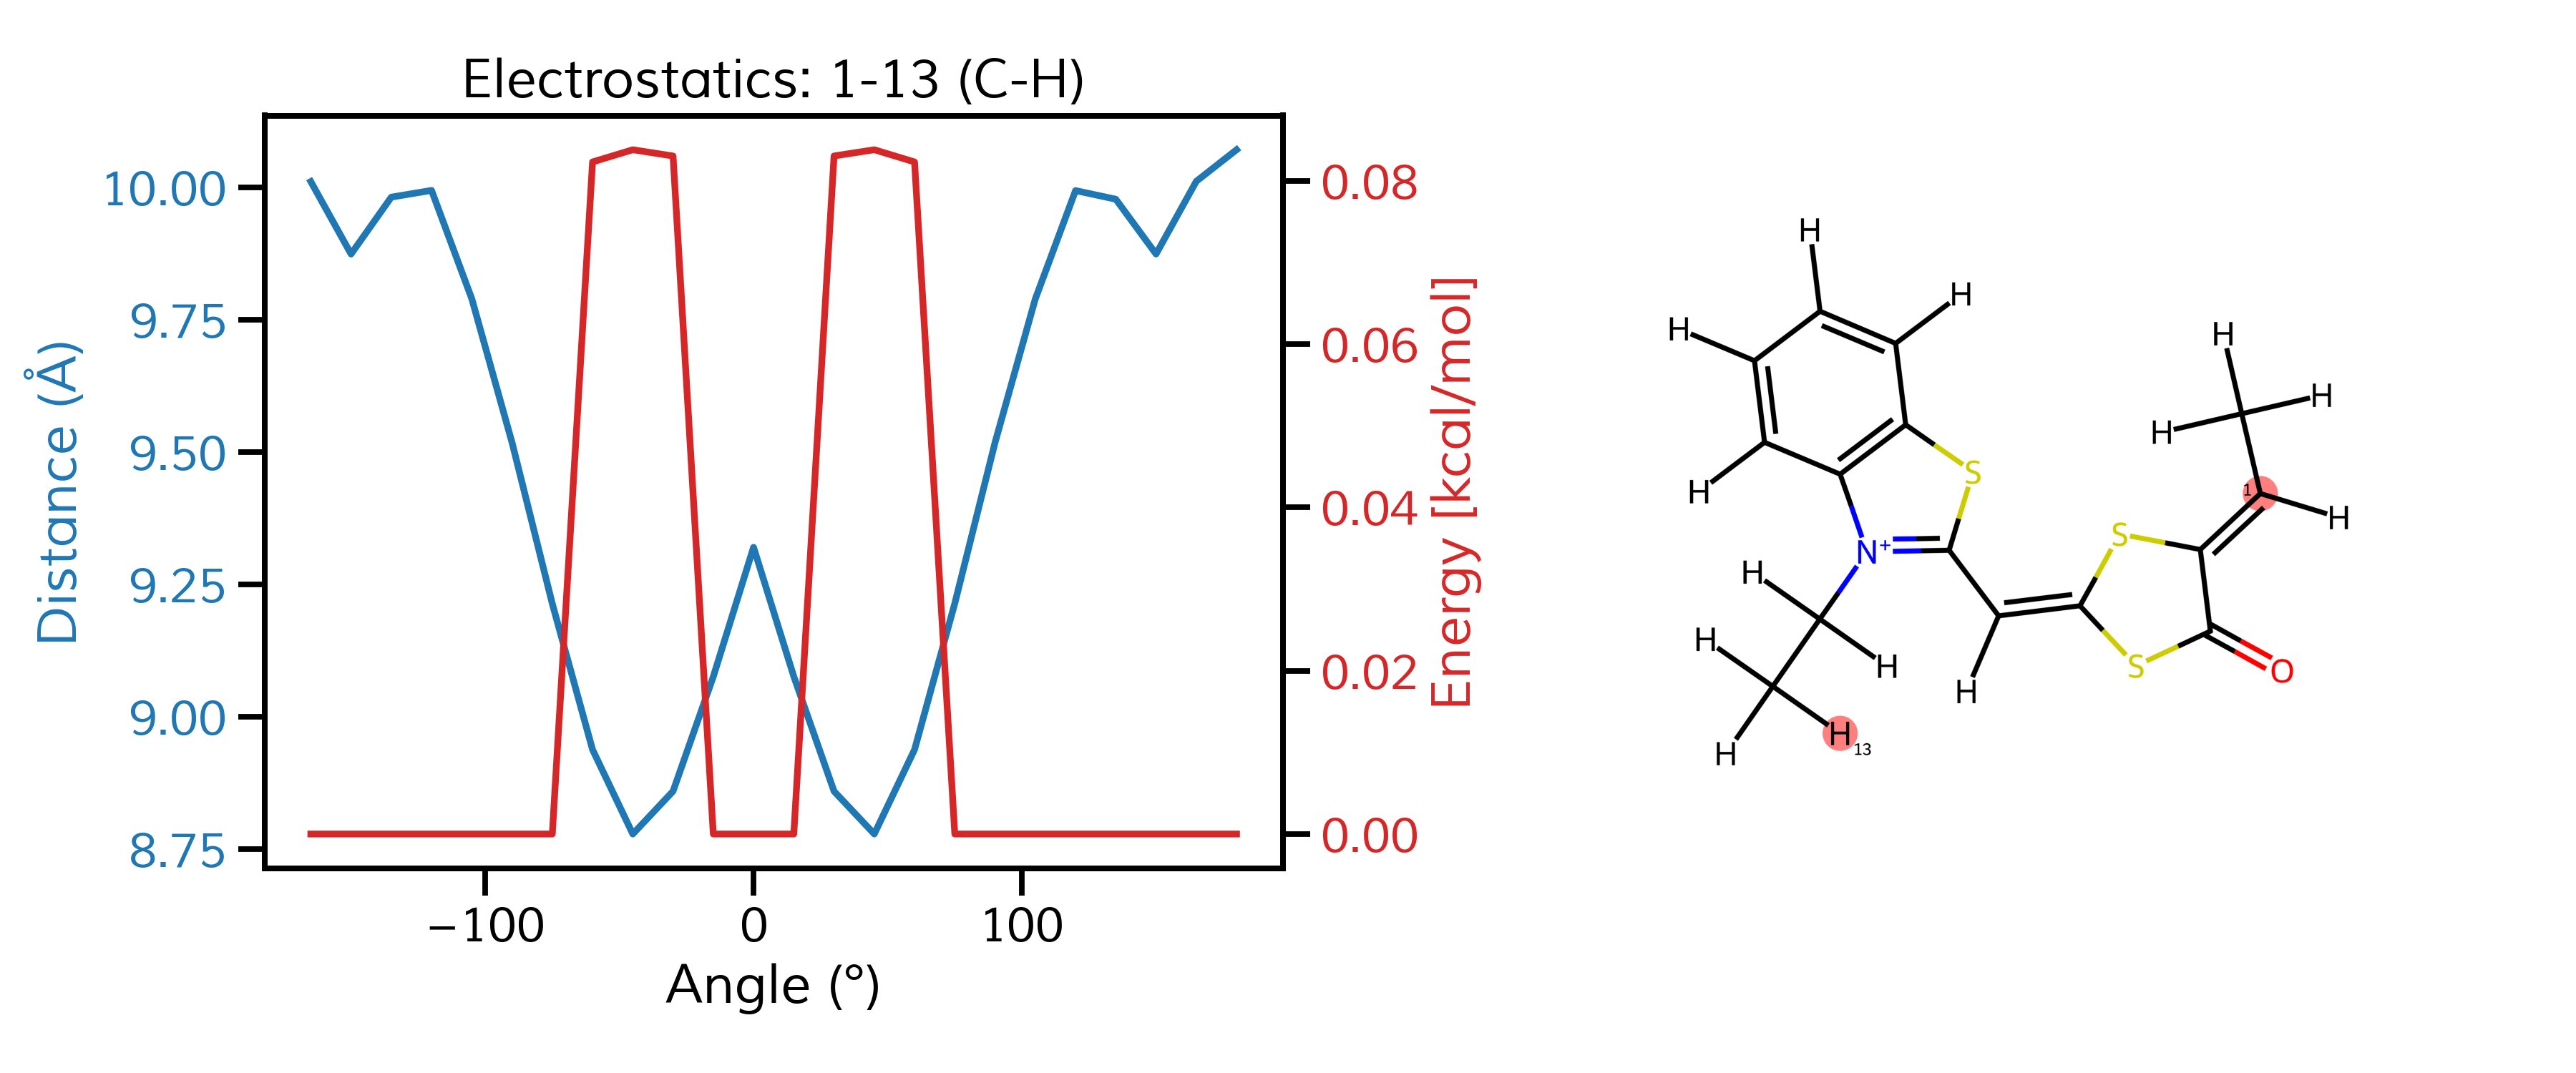 Electrostatics: 1-13 (C-H)
Distance (Å)
10.00
9.75
9.50
9.25
9.00
8.75
−100
0
100
Angle (°)
0.08
0.06
0.04
0.02
0.00
Energy [kcal/mol]
H
H
H
H
H
H
H
S
1
H
S
N+
H
H
H
S
O
H
H
H
13